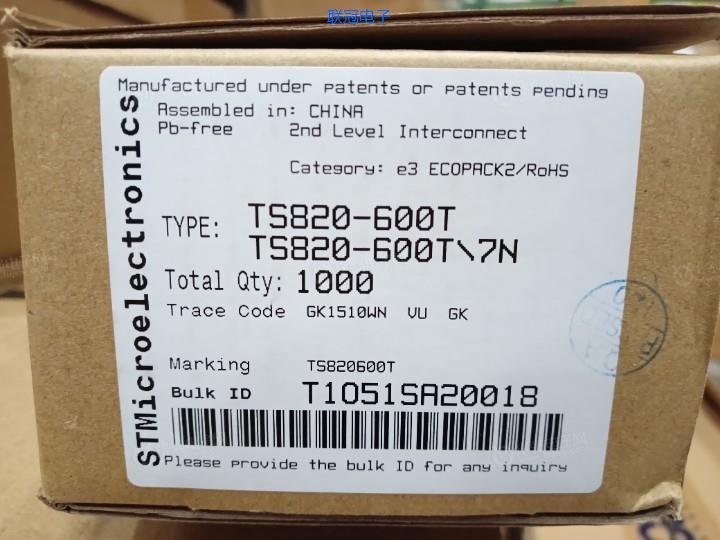 联冠电子
Manufactured under patents or patents pending
Assembled in: CHINA
Pb-free 2nd Level Interconnect
Category: e3 ECOPACK2/RoHS
STMicroelectronics
TYPE: TS820-600T
TS820-600T\7N
Total Qty: 1000
Trace Code GK1510WN VU GK
Marking TS820600T
Bulk ID T1051SA20018
Please provide the bulk ID for any inquiry